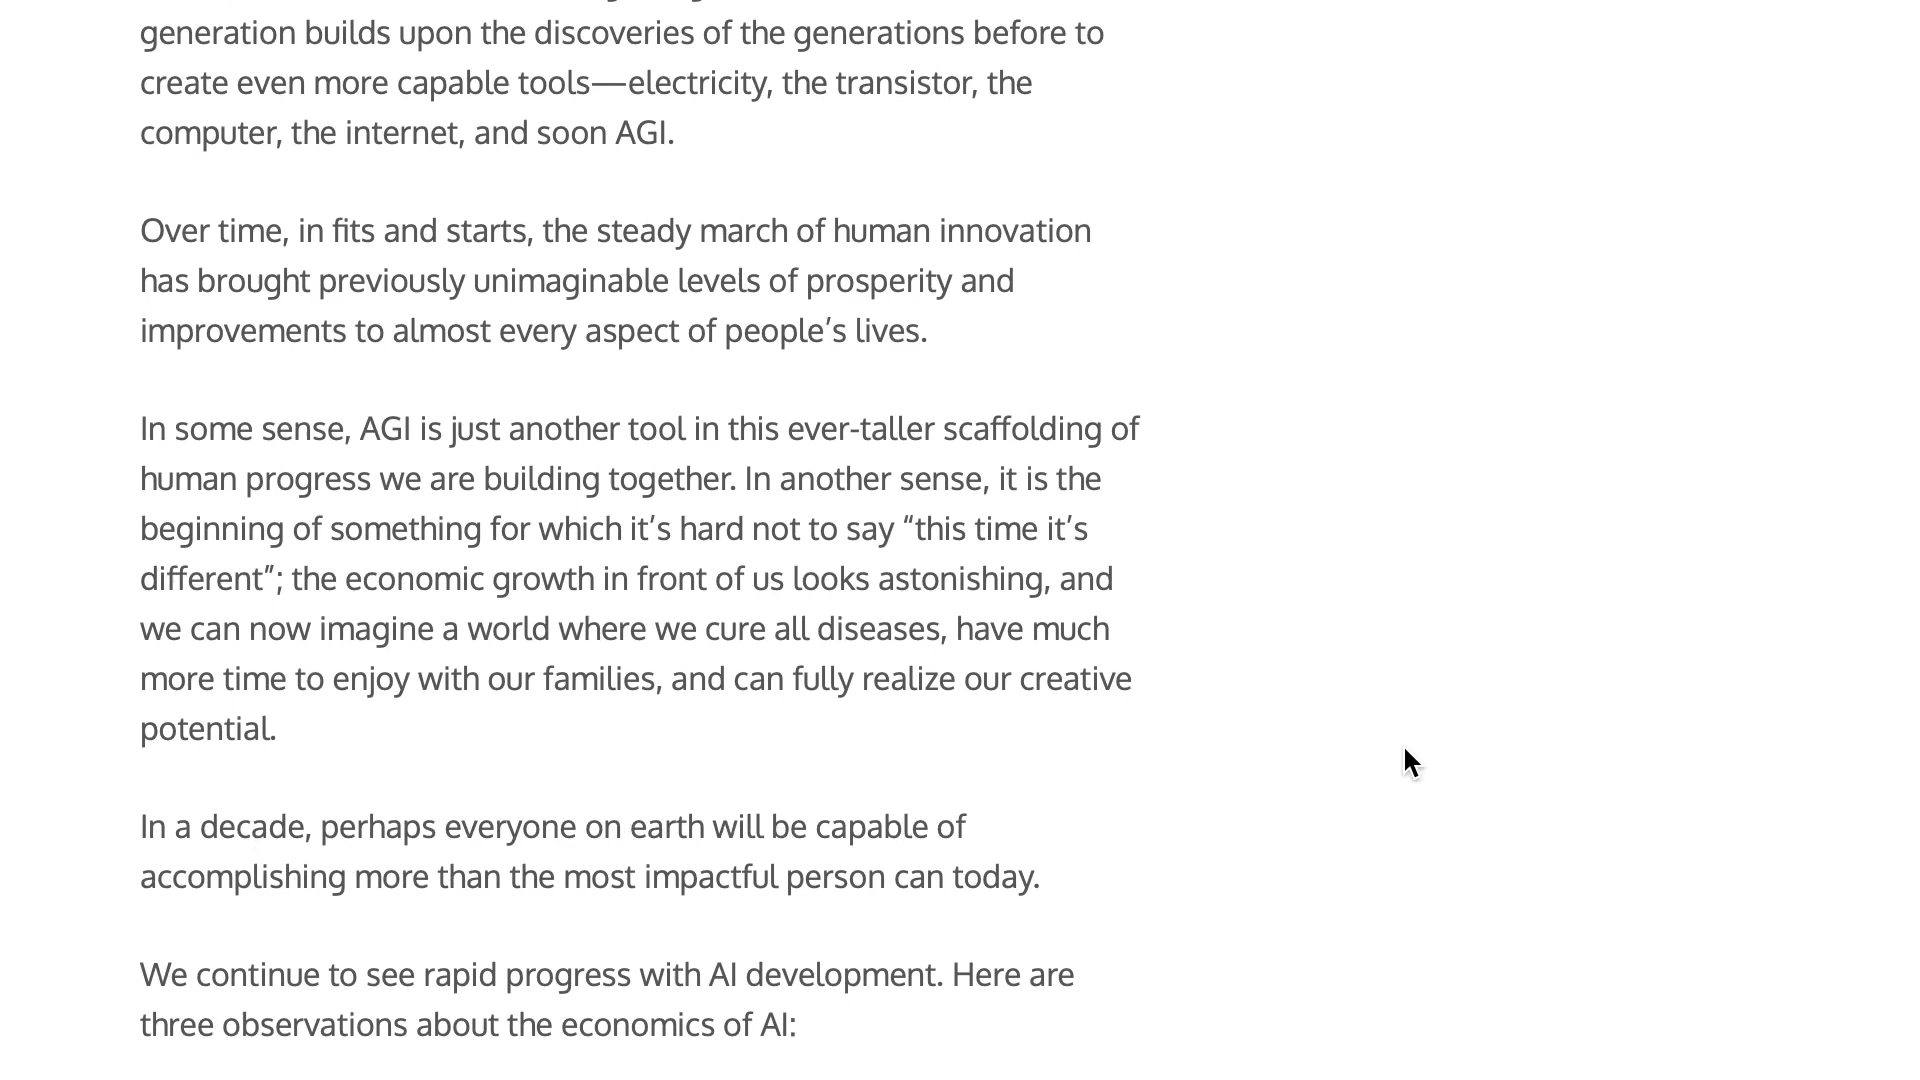 generation builds upon the discoveries of the generations before to
create even more capable tools—electricity, the transistor, the
computer, the internet, and soon AGI.
Over time, in fits and starts, the steady march of human innovation
has brought previously unimaginable levels of prosperity and
improvements to almost every aspect of people’s lives.
In some sense, AGI is just another tool in this ever-taller scaffolding of
human progress we are building together. In another sense, it is the
beginning of something for which it’s hard not to say “this time it’s
different”; the economic growth in front of us looks astonishing, and
we can now imagine a world where we cure all diseases, have much
more time to enjoy with our families, and can fully realize our creative
potential.
In a decade, perhaps everyone on earth will be capable of
accomplishing more than the most impactful person can today.
We continue to see rapid progress with AI development. Here are
three observations about the economics of AI: